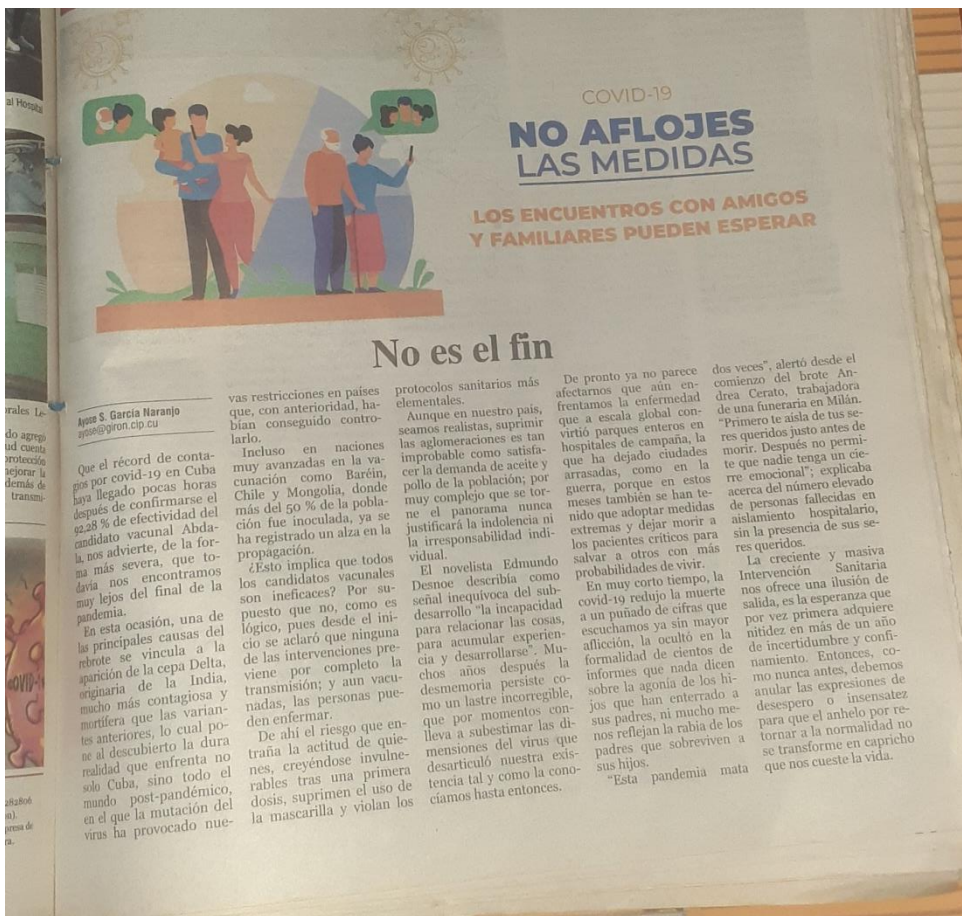 al Hospital
orales Le-
do agregó
ud cuenta
protección
mejorar la
demás de
transmi-
COVID-1
282806
presa de
ra.
COVID-19
NO AFLOJES
LAS MEDIDAS
LOS ENCUENTROS CON AMIGOS
Y FAMILIARES PUEDEN ESPERAR
No es el fin
Ayose S. García Naranjo
ayose@giron.cip.cu
Que el récord de conta-
gios por covid-19 en Cuba
haya llegado pocas horas
después de confirmarse el
92,28 % de efectividad del
candidato vacunal Abda-
la, nos advierte, de la for-
ma más severa, que to-
davía nos encontramos
muy lejos del final de la
pandemia.
En esta ocasión, una de
las principales causas del
rebrote se vincula a la
aparición de la cepa Delta,
originaria de la India,
mucho más contagiosa y
mortífera que las varian-
tes anteriores, lo cual po-
ne al descubierto la dura
realidad que enfrenta no
solo Cuba, sino todo el
mundo post-pandémico,
en el que la mutación del
virus ha provocado nue-
vas restricciones en países
que, con anterioridad, ha-
bían conseguido contro-
larlo.
Incluso en naciones
muy avanzadas en la va-
cunación como Baréin,
Chile y Mongolia, donde
más del 50 % de la pobla-
ción fue inoculada, ya se
ha registrado un alza en la
propagación.
¿Esto implica que todos
los candidatos vacunales
son ineficaces? Por su-
puesto que no, como es
lógico, pues desde el ini-
cio se aclaró que ninguna
de las intervenciones pre-
viene por completo la
transmisión; y aun vacu-
nadas, las personas pue-
den enfermar.
De ahí el riesgo que en-
traña la actitud de quie-
nes, creyéndose invulne-
rables tras una primera
dosis, suprimen el uso de
la mascarilla y violan los
protocolos sanitarios más
elementales.
Aunque en nuestro país,
seamos realistas, suprimir
las aglomeraciones es tan
improbable como satisfa-
cer la demanda de aceite y
pollo de la población; por
muy complejo que se tor-
ne el panorama nunca
justificará la indolencia ni
la irresponsabilidad indi-
vidual.
El novelista Edmundo
Desnoe describía como
señal inequívoca del sub-
desarrollo "la incapacidad
para relacionar las cosas,
para acumular experien-
cia y desarrollarse". Mu-
chos años después la
desmemoria persiste co-
mo un lastre incorregible,
que por momentos con-
lleva a subestimar las di-
mensiones del virus que
desarticuló nuestra exis-
tencia tal y como la cono-
cíamos hasta entonces.
De pronto ya no parece
afectarnos que aún en-
frentamos la enfermedad
que a escala global con-
virtió parques enteros en
hospitales de campaña, la
que ha dejado ciudades
arrasadas, como en la
guerra, porque en estos
meses también se han te-
nido que adoptar medidas
extremas y dejar morir a
los pacientes críticos para
salvar a otros con más
probabilidades de vivir.
En muy corto tiempo, la
covid-19 redujo la muerte
a un puñado de cifras que
escuchamos ya sin mayor
aflicción, la ocultó en la
formalidad de cientos de
informes que nada dicen
sobre la agonía de los hi-
jos que han enterrado a
sus padres, ni mucho me-
nos reflejan la rabia de los
padres que sobreviven a
sus hijos.
"Esta pandemia mata
dos veces", alertó desde el
comienzo del brote An-
drea Cerato, trabajadora
de una funeraria en Milán.
"Primero te aísla de tus se-
res queridos justo antes de
morir. Después no permi-
te que nadie tenga un cie-
rre emocional"; explicaba
acerca del número elevado
de personas fallecidas en
aislamiento hospitalario,
sin la presencia de sus se-
res queridos.
La creciente y masiva
Intervención Sanitaria
nos ofrece una ilusión de
salida, es la esperanza que
por vez primera adquiere
nitidez en más de un año
de incertidumbre y confi-
namiento. Entonces, co-
mo nunca antes, debemos
anular las expresiones de
desespero o insensatez
para que el anhelo por re-
tornar a la normalidad no
se transforme en capricho
que nos cueste la vida.